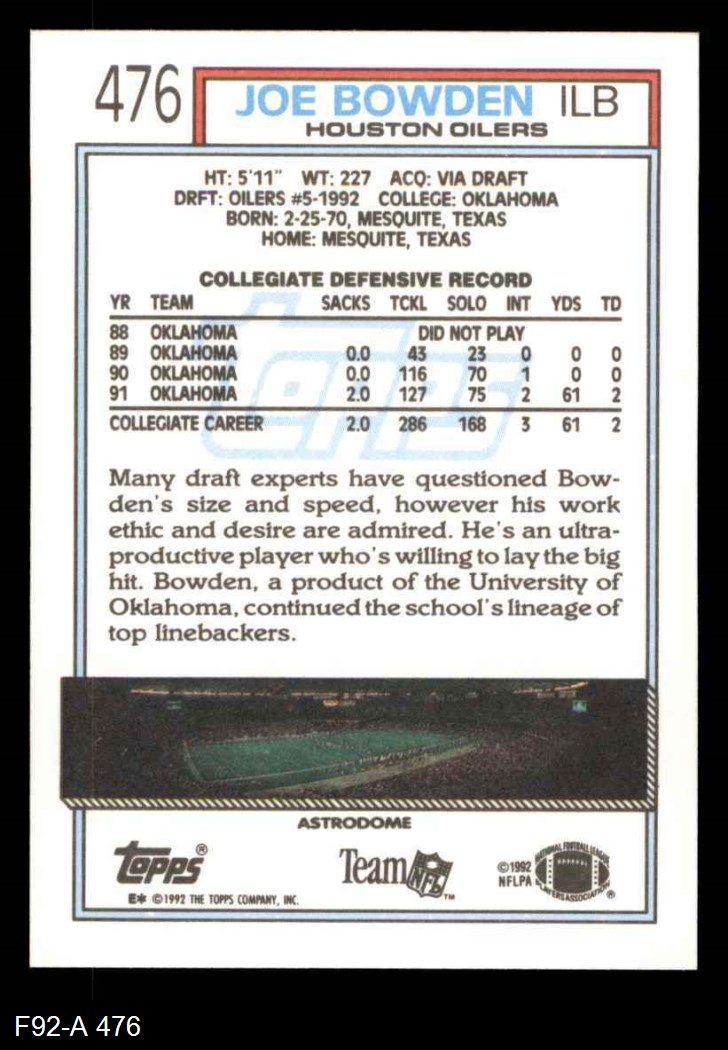 476 JOE BOWDEN ILB
HOUSTON OILERS
HT: 5'11" WT: 227 ACQ: VIA DRAFT
DRFT: OILERS #5-1992 COLLEGE: OKLAHOMA
BORN: 2-25-70, MESQUITE, TEXAS
HOME: MESQUITE, TEXAS
COLLEGIATE DEFENSIVE RECORD
YR TEAM SACKS TCKL SOLO INT YDS TD
88 OKLAHOMA DID NOT PLAY
89 OKLAHOMA 0.0 43 23 0 0 0
90 OKLAHOMA 0.0 116 70 1 0 0
91 OKLAHOMA 2.0 127 75 2 61 2
COLLEGIATE CAREER 2.0 286 168 3 61 2
topps
Many draft experts have questioned Bow-
den's size and speed, however his work
ethic and desire are admired. He's an ultra-
productive player who's willing to lay the big
hit. Bowden, a product of the University of
Oklahoma, continued the school's lineage of
top linebackers.
ASTRODOME
topps®
E* ©1992 THE TOPPS COMPANY, INC.
Team NFL™
©1992
NFLPA
NATIONAL FOOTBALL LEAGUE
PLAYERS ASSOCIATION®
F92-A 476